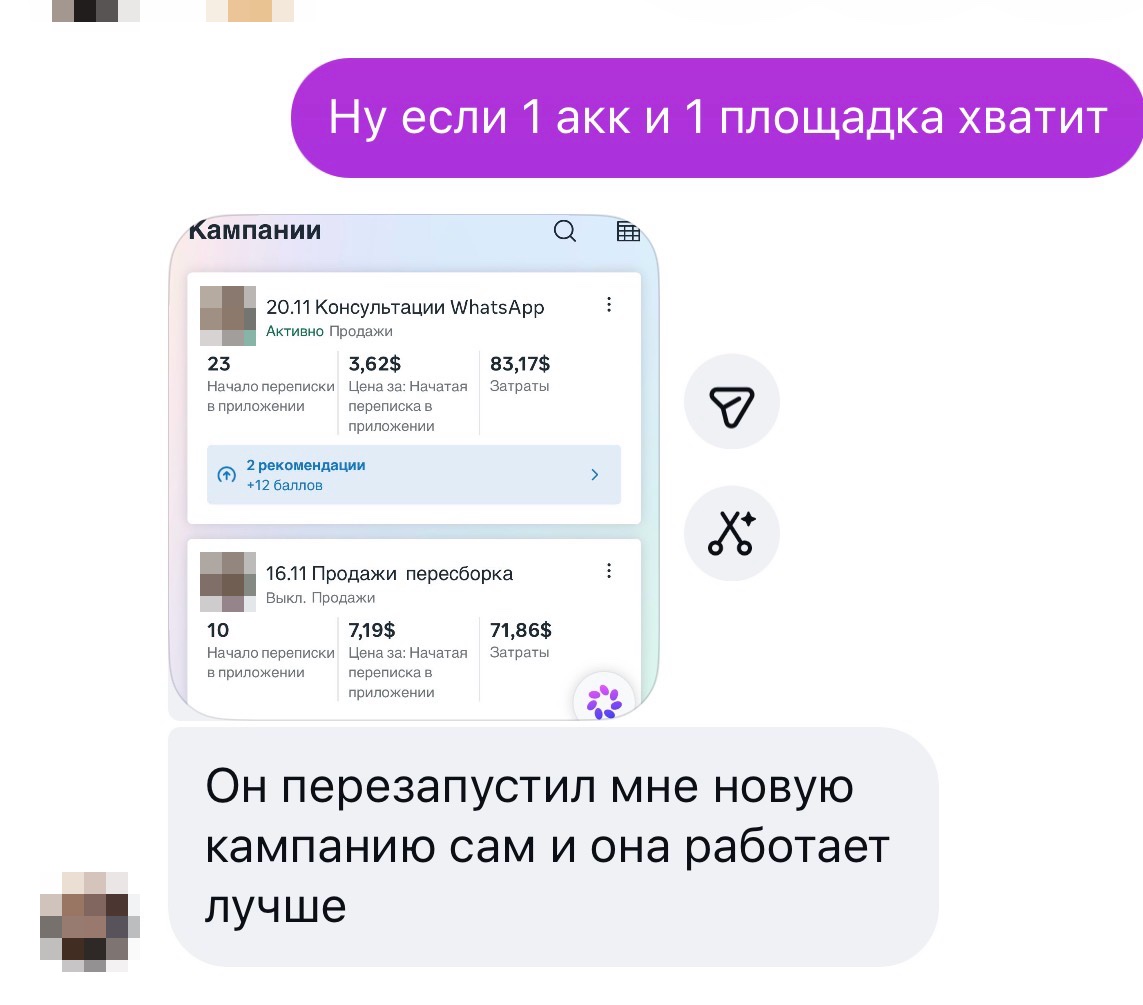 Ну если 1 акк и 1 площадка хватит
Кампании
20.11 Консультации WhatsApp
Активно Продажи
23
Начало переписки
в приложении
3,62$
Цена за: Начатая
переписка в
приложении
83,17$
Затраты
2 рекомендации
+12 баллов
16.11 Продажи пересборка
Выкл. Продажи
10
Начало переписки
в приложении
7,19$
Цена за: Начатая
переписка в
приложении
71,86$
Затраты
Он перезапустил мне новую
кампанию сам и она работает
лучше